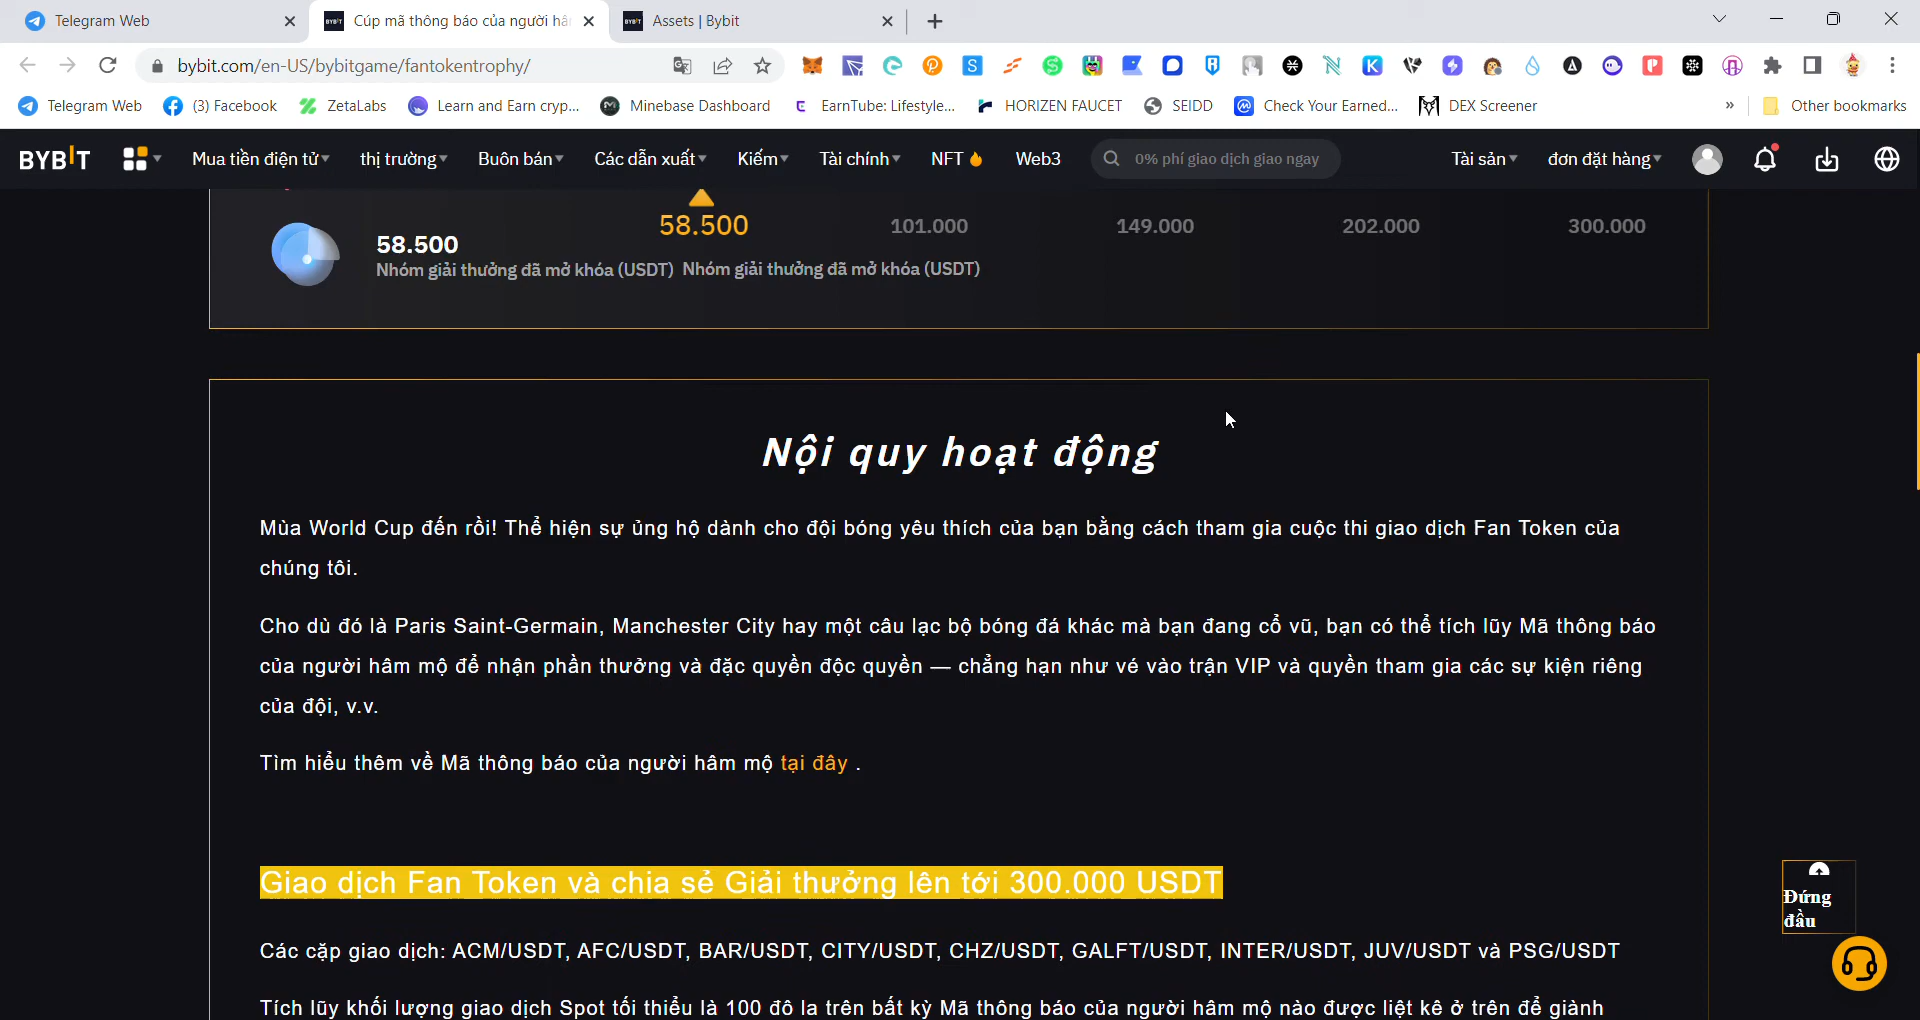 Telegram Web
Cúp mã thông báo của người hâ
Assets | Bybit
bybit.com/en-US/bybitgame/fantokentrophy/
Telegram Web
(3) Facebook
ZetaLabs
Learn and Earn cryp...
Minebase Dashboard
EarnTube: Lifestyle...
HORIZEN FAUCET
SEIDD
Check Your Earned...
DEX Screener
»
Other bookmarks
BYBIT
Mua tiền điện tử
thị trường
Buôn bán
Các dẫn xuất
Kiếm
Tài chính
NFT
Web3
0% phí giao dịch giao ngay
Tài sản
đơn đặt hàng
58.500
101.000
149.000
202.000
300.000
58.500
Nhóm giải thưởng đã mở khóa (USDT) Nhóm giải thưởng đã mở khóa (USDT)
Nội quy hoạt động
Mùa World Cup đến rồi! Thể hiện sự ủng hộ dành cho đội bóng yêu thích của bạn bằng cách tham gia cuộc thi giao dịch Fan Token của
chúng tôi.
Cho dù đó là Paris Saint-Germain, Manchester City hay một câu lạc bộ bóng đá khác mà bạn đang cổ vũ, bạn có thể tích lũy Mã thông báo
của người hâm mộ để nhận phần thưởng và đặc quyền độc quyền — chẳng hạn như vé vào trận VIP và quyền tham gia các sự kiện riêng
của đội, v.v.
Tìm hiểu thêm về Mã thông báo của người hâm mộ tại đây .
Giao dịch Fan Token và chia sẻ Giải thưởng lên tới 300.000 USDT
Các cặp giao dịch: ACM/USDT, AFC/USDT, BAR/USDT, CITY/USDT, CHZ/USDT, GALFT/USDT, INTER/USDT, JUV/USDT và PSG/USDT
Tích lũy khối lượng giao dịch Spot tối thiểu là 100 đô la trên bất kỳ Mã thông báo của người hâm mộ nào được liệt kê ở trên để giành
Đứng
đầu